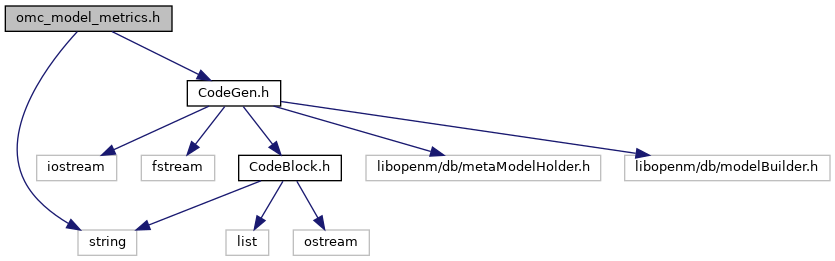 omc_model_metrics.h
CodeGen.h
iostream
fstream
CodeBlock.h
libopenm/db/metaModelHolder.h
libopenm/db/modelBuilder.h
string
list
ostream